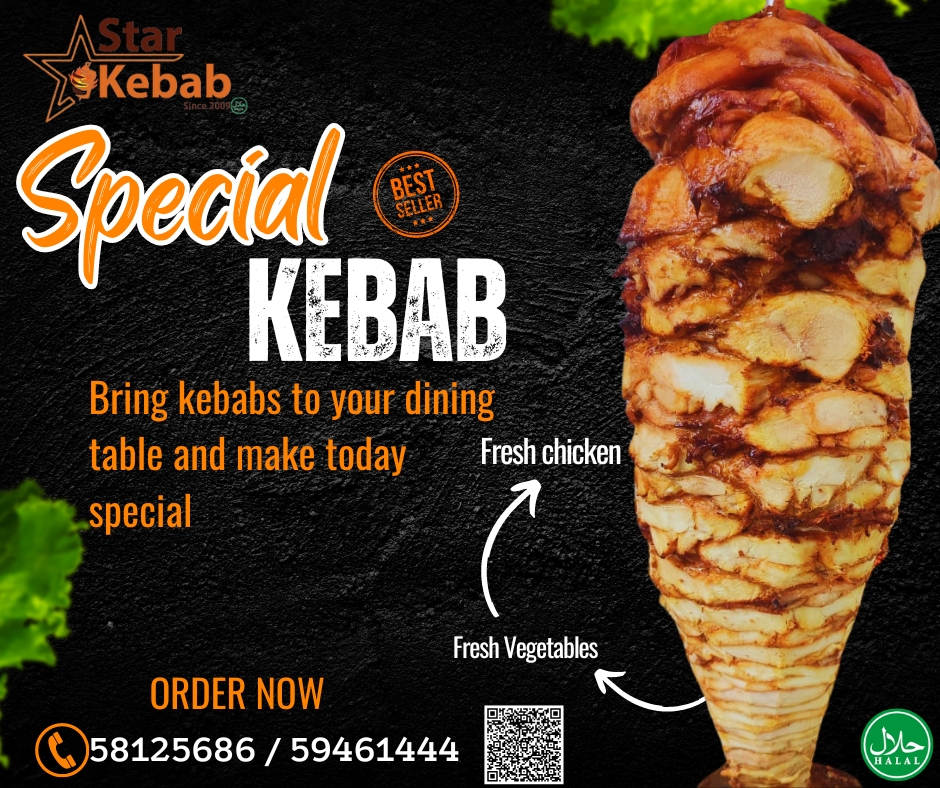 Star
Kebab
Since 2009
Special
BEST
SELLER
KEBAB
Bring kebabs to your dining
table and make today
special
Fresh chicken
Fresh Vegetables
ORDER NOW
58125686 / 59461444
حلال
HALAL